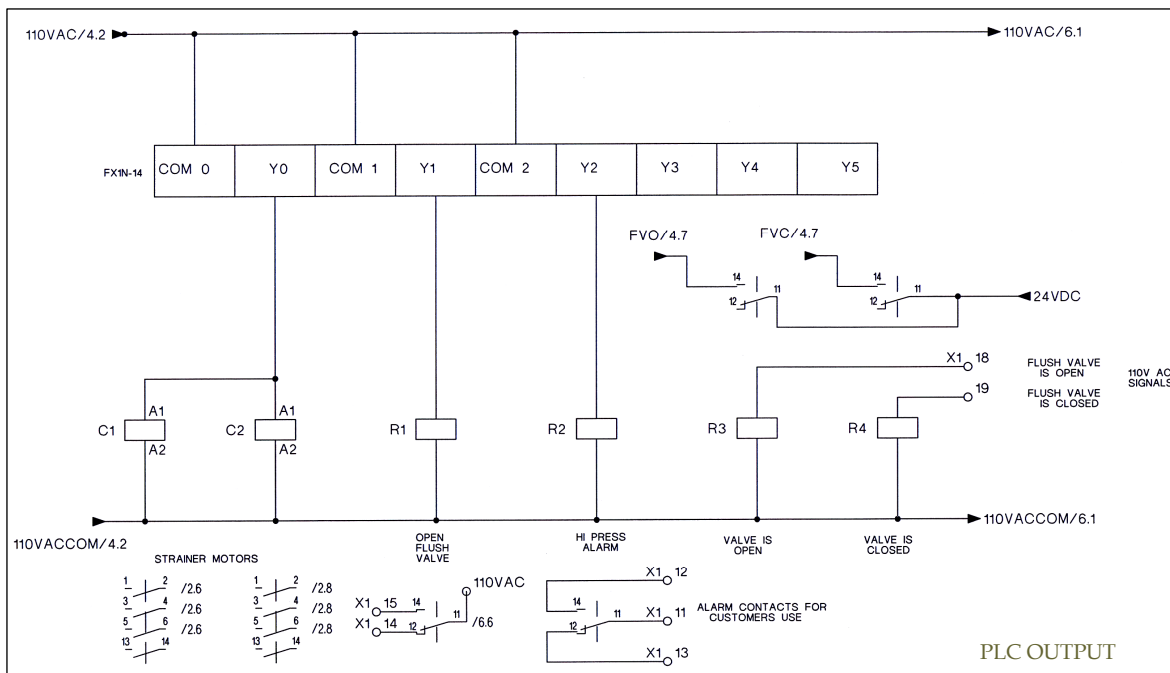 110VAC/4.2
110VAC/6.1
FX1N-14
COM 0
Y0
COM 1
Y1
COM 2
Y2
Y3
Y4
Y5
FVO/4.7
FVC/4.7
14
12
11
14
12
11
24VDC
X1 18
FLUSH VALVE
IS OPEN
19
FLUSH VALVE
IS CLOSED
110V AC
SIGNALS
C1
A1
A2
C2
A1
A2
R1
R2
R3
R4
110VACCOM/4.2
110VACCOM/6.1
STRAINER MOTORS
OPEN
FLUSH
VALVE
HI PRESS
ALARM
VALVE IS
OPEN
VALVE IS
CLOSED
1 2 /2.6
3 4 /2.6
5 6 /2.6
13 14
1 2 /2.8
3 4 /2.8
5 6 /2.8
13 14
110VAC
X1 15
14
11
X1 14
12
/6.6
X1 12
14
12
11
X1 11
ALARM CONTACTS FOR
CUSTOMERS USE
X1 13
PLC OUTPUT